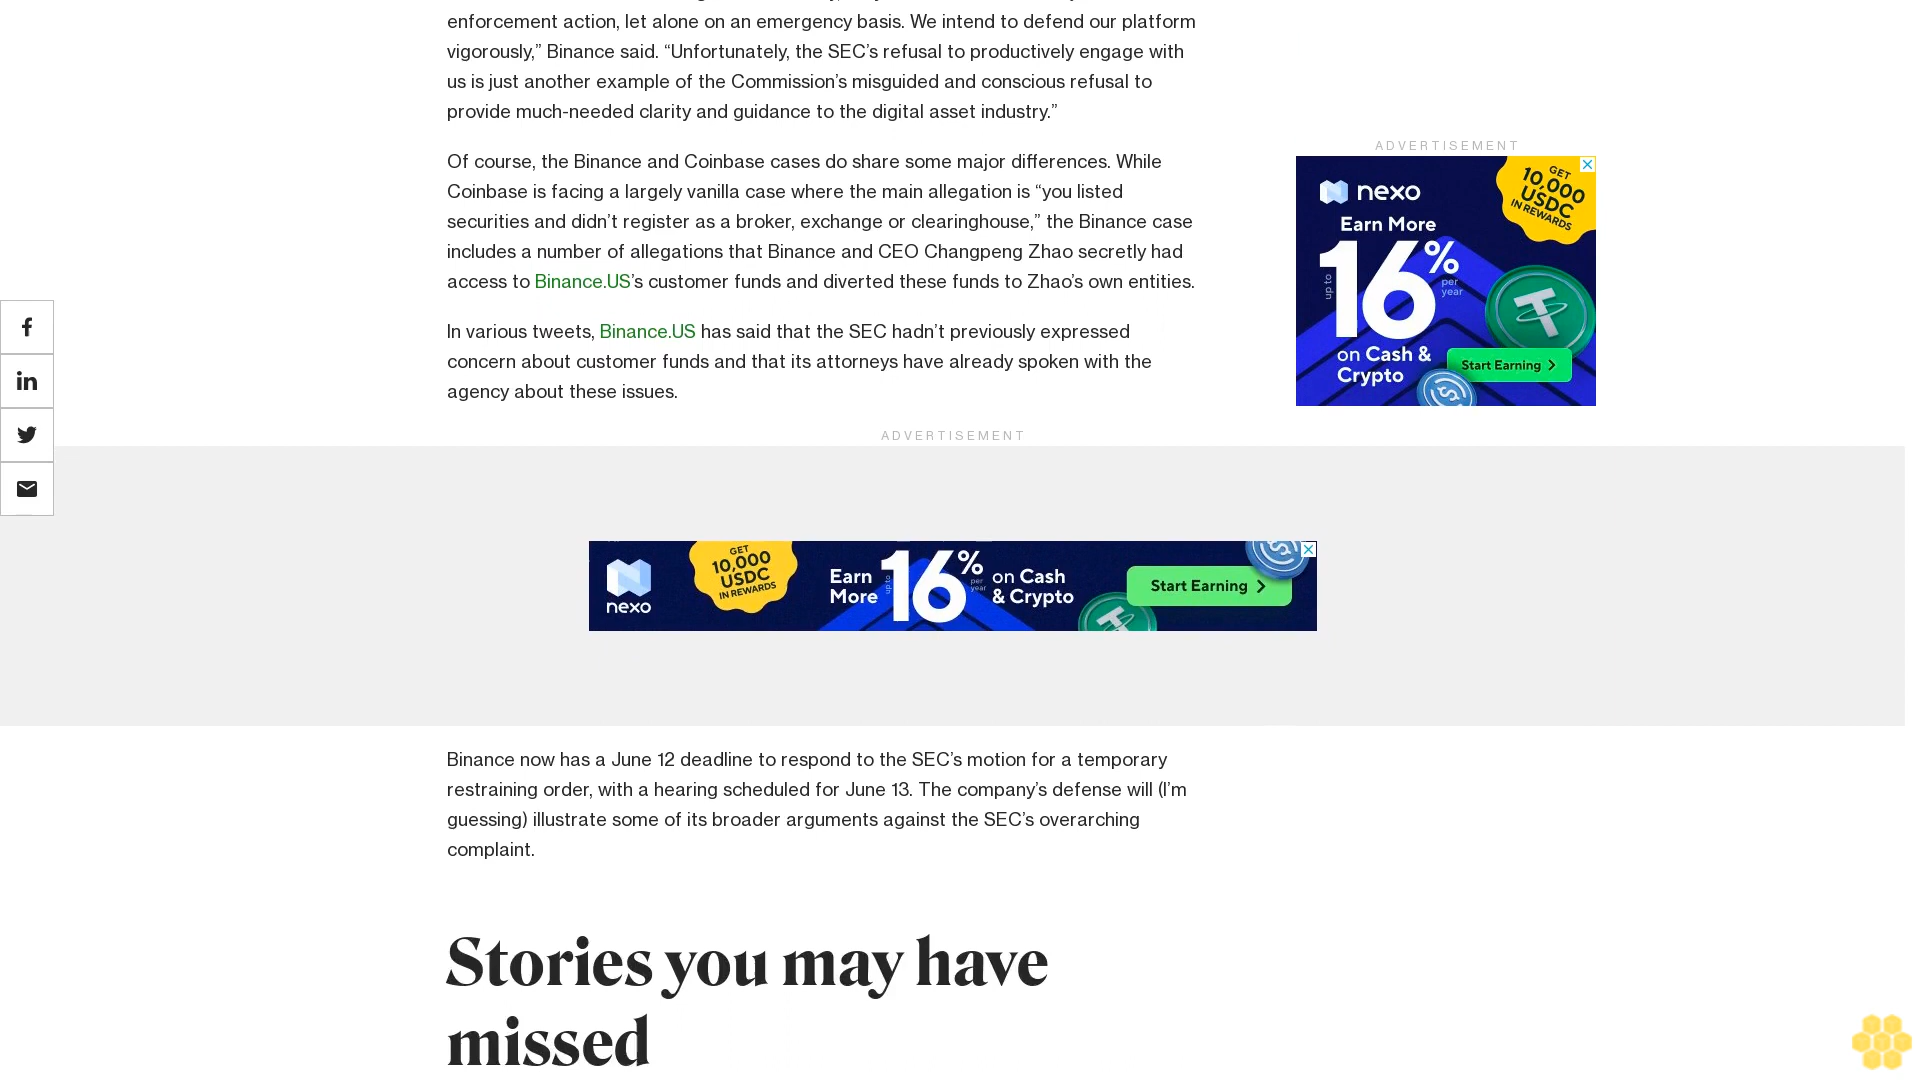 enforcement action, let alone on an emergency basis. We intend to defend our platform
vigorously,” Binance said. “Unfortunately, the SEC’s refusal to productively engage with
us is just another example of the Commission’s misguided and conscious refusal to
provide much-needed clarity and guidance to the digital asset industry.”
Of course, the Binance and Coinbase cases do share some major differences. While
Coinbase is facing a largely vanilla case where the main allegation is “you listed
securities and didn’t register as a broker, exchange or clearinghouse,” the Binance case
includes a number of allegations that Binance and CEO Changpeng Zhao secretly had
access to Binance.US’s customer funds and diverted these funds to Zhao’s own entities.
In various tweets, Binance.US has said that the SEC hadn’t previously expressed
concern about customer funds and that its attorneys have already spoken with the
agency about these issues.
ADVERTISEMENT
nexo
GET
10,000
USDC
IN REWARDS
Earn More
up to
16%
per
year
on Cash &
Crypto
Start Earning
ADVERTISEMENT
nexo
GET
10,000
USDC
IN REWARDS
Earn
More
up to
16%
per
year
on Cash
& Crypto
Start Earning
Binance now has a June 12 deadline to respond to the SEC’s motion for a temporary
restraining order, with a hearing scheduled for June 13. The company’s defense will (I’m
guessing) illustrate some of its broader arguments against the SEC’s overarching
complaint.
Stories you may have
missed